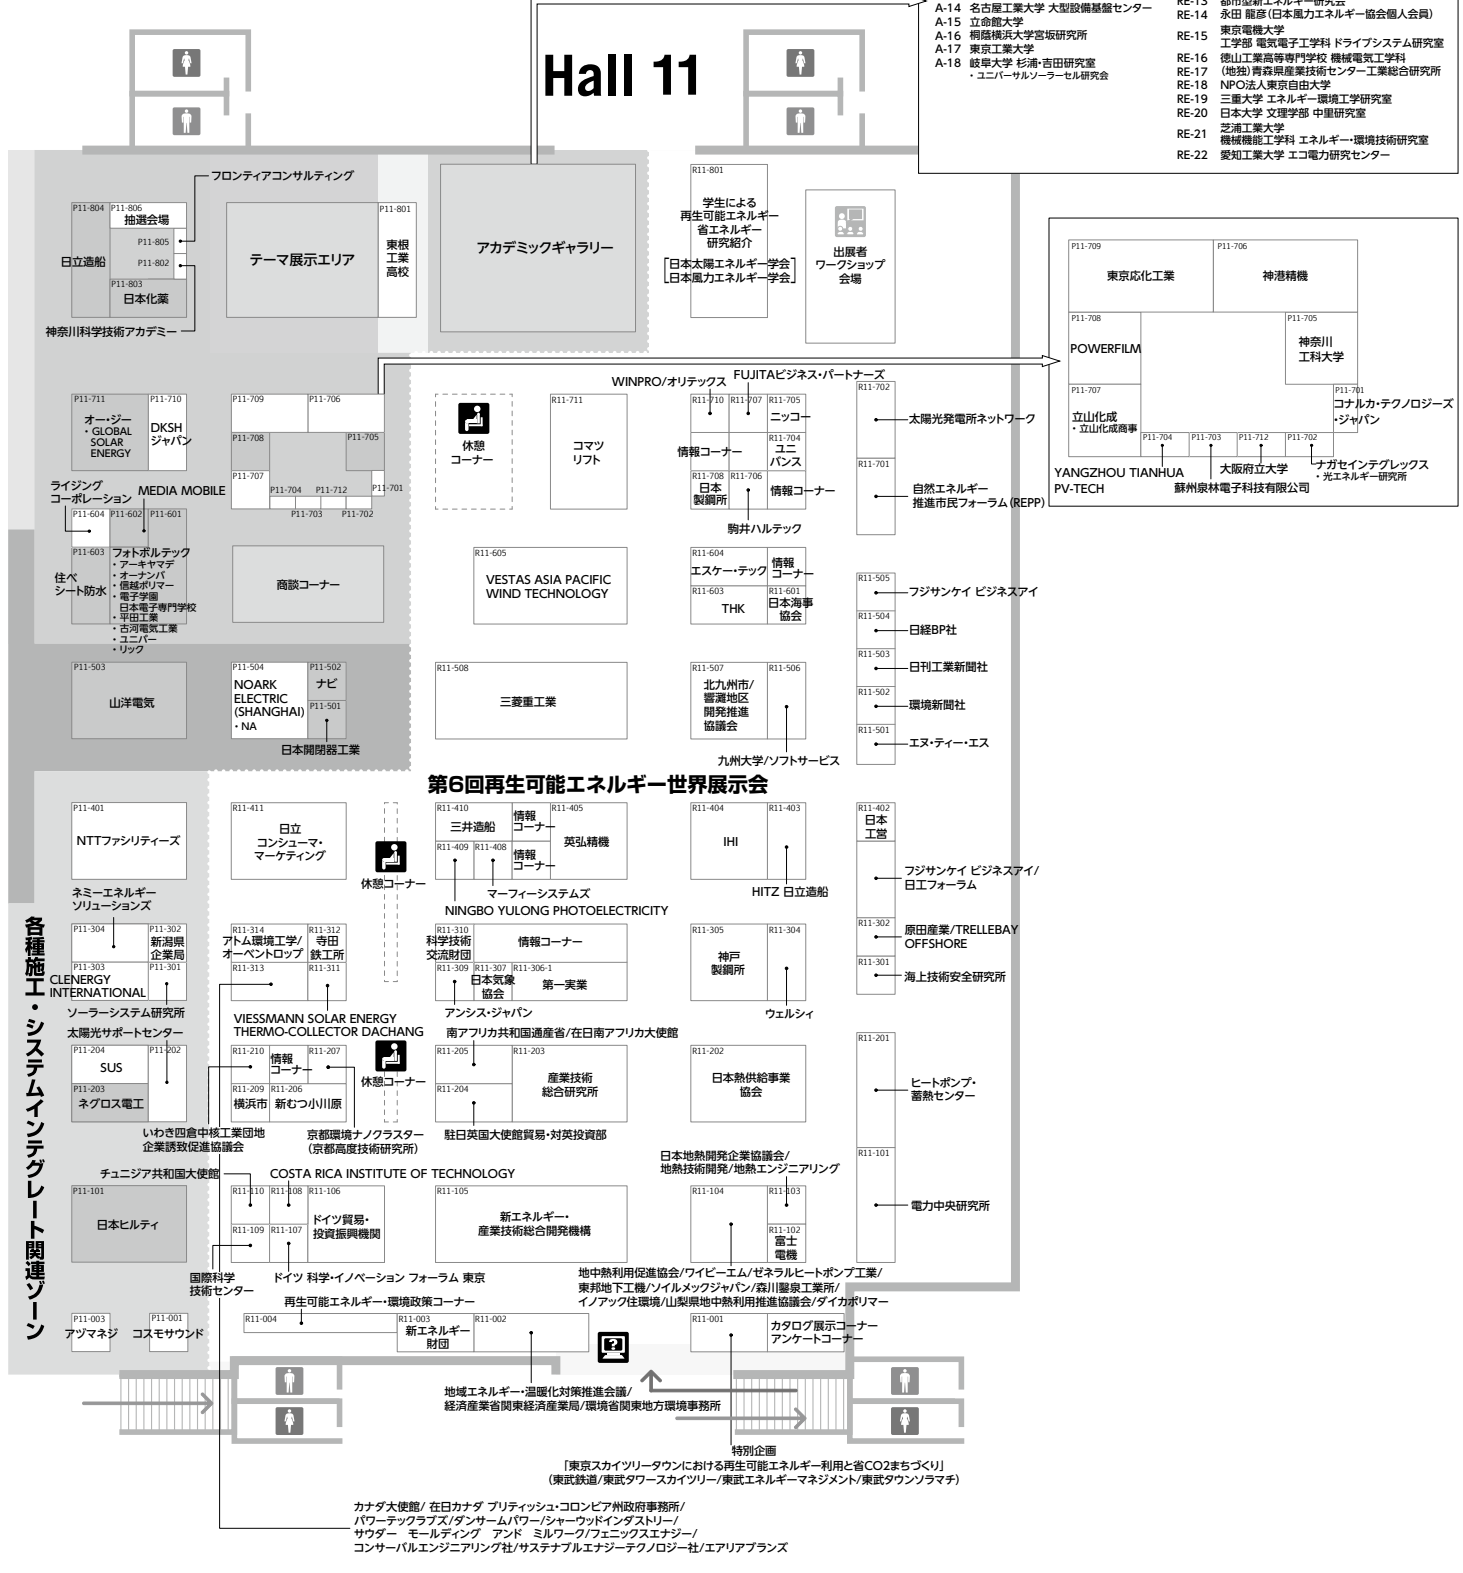 A-14 名古屋工業大学 大型設備基盤センター
A-15 立命館大学
A-16 桐蔭横浜大学宮坂研究所
A-17 東京工業大学
A-18 岐阜大学 杉浦・吉田研究室
・ユニバーサルソーラーセル研究会
RE-13 都市型新エネルギー研究会
RE-14 永田 龍彦(日本風力エネルギー協会個人会員)
RE-15 東京電機大学
工学部 電気電子工学科 ドライブシステム研究室
RE-16 徳山工業高等専門学校 機械電気工学科
RE-17 (地独)青森県産業技術センター工業総合研究所
RE-18 NPO法人東京自由大学
RE-19 三重大学 エネルギー環境工学研究室
RE-20 日本大学 文理学部 中里研究室
RE-21 芝浦工業大学
機械機能工学科 エネルギー・環境技術研究室
RE-22 愛知工業大学 エコ電力研究センター
Hall 11
フロンティアコンサルティング
P11-804
P11-806
抽選会場
P11-805
日立造船
P11-802
P11-803
日本化薬
神奈川科学技術アカデミー
テーマ展示エリア
P11-801
東根
工業
高校
アカデミックギャラリー
R11-801
学生による
再生可能エネルギー
省エネルギー
研究紹介
[日本太陽エネルギー学会]
[日本風力エネルギー学会]
出展者
ワークショップ
会場
P11-709
東京応化工業
P11-706
神港精機
P11-708
POWERFILM
P11-705
神奈川
工科大学
P11-707
立山化成
・立山化成商事
P11-701
コナルカ・テクノロジーズ
・ジャパン
P11-704
P11-703
P11-712
P11-702
YANGZHOU TIANHUA
PV-TECH
大阪府立大学
蘇州泉林電子科技有限公司
ナガセインテグレックス
・光エネルギー研究所
P11-711
オー・ジー
・GLOBAL
SOLAR
ENERGY
P11-710
DKSH
ジャパン
P11-709
P11-706
P11-708
P11-705
P11-707
P11-704
P11-712
P11-701
P11-703
P11-702
休憩
コーナー
R11-711
コマツ
リフト
WINPRO/オリテックス
FUJITAビジネス・パートナーズ
R11-710
R11-707
R11-705
ニッコー
情報コーナー
R11-704
ユニ
バンス
R11-708
日本
製鋼所
R11-706
情報コーナー
駒井ハルテック
R11-702
太陽光発電所ネットワーク
R11-701
自然エネルギー
推進市民フォーラム(REPP)
ライジング
コーポレーション
MEDIA MOBILE
P11-604
P11-602
P11-601
P11-603
住べ
シート防水
フォトボルテック
・アーキヤマデ
・オーナンバ
・信越ポリマー
・電子学園
日本電子専門学校
・平田工業
・古河電気工業
・ユニバー
・リック
商談コーナー
R11-605
VESTAS ASIA PACIFIC
WIND TECHNOLOGY
R11-604
エスケー・テック
情報
コーナー
R11-603
THK
R11-601
日本海事
協会
R11-505
フジサンケイ ビジネスアイ
R11-504
日経BP社
R11-503
日刊工業新聞社
R11-502
環境新聞社
R11-501
エヌ・ティー・エス
P11-503
山洋電気
P11-504
NOARK
ELECTRIC
(SHANGHAI)
・NA
P11-502
ナビ
P11-501
日本開閉器工業
R11-508
三菱重工業
R11-507
北九州市/
響灘地区
開発推進
協議会
R11-506
九州大学/ソフトサービス
第6回再生可能エネルギー世界展示会
P11-401
NTTファシリティーズ
R11-411
日立
コンシューマ・
マーケティング
休憩コーナー
R11-410
三井造船
情報
コーナー
R11-405
英弘精機
R11-409
R11-408
情報
コーナー
マーフィーシステムズ
NINGBO YULONG PHOTOELECTRICITY
R11-404
IHI
R11-403
HITZ 日立造船
R11-402
日本
工営
フジサンケイ ビジネスアイ/
日工フォーラム
各種施工・システムインテグレート関連ゾーン
ネミーエネルギー
ソリューションズ
P11-304
P11-302
新潟県
企業局
P11-303
CLENERGY
INTERNATIONAL
P11-301
ソーラーシステム研究所
R11-314
アトム環境工学/
オーベントロップ
R11-312
寺田
鉄工所
R11-313
R11-311
VIESSMANN SOLAR ENERGY
THERMO-COLLECTOR DACHANG
R11-310
科学技術
交流財団
情報コーナー
R11-309
R11-307
日本気象
協会
R11-306-1
第一実業
アンシス・ジャパン
R11-305
神戸
製鋼所
R11-304
ウェルシィ
R11-302
原田産業/TRELLEBAY
OFFSHORE
R11-301
海上技術安全研究所
太陽光サポートセンター
P11-204
SUS
P11-202
P11-203
ネグロス電工
R11-210
情報
コーナー
R11-207
R11-209
横浜市
R11-206
新むつ小川原
休憩コーナー
いわき四倉中核工業団地
企業誘致促進協議会
京都環境ナノクラスター
(京都高度技術研究所)
南アフリカ共和国通産省/在日南アフリカ大使館
R11-205
R11-203
産業技術
総合研究所
R11-204
駐日英国大使館貿易・対英投資部
R11-202
日本熱供給事業
協会
R11-201
ヒートポンプ・
蓄熱センター
チュニジア共和国大使館
COSTA RICA INSTITUTE OF TECHNOLOGY
P11-101
日本ヒルティ
R11-110
R11-108
R11-106
ドイツ貿易・
投資振興機関
R11-109
R11-107
国際科学
技術センター
ドイツ 科学・イノベーション フォーラム 東京
R11-105
新エネルギー・
産業技術総合開発機構
日本地熱開発企業協議会/
地熱技術開発/地熱エンジニアリング
R11-104
R11-103
R11-102
富士
電機
R11-101
電力中央研究所
地中熱利用促進協会/ワイビーエム/ゼネラルヒートポンプ工業/
東邦地下工機/ソイルメックジャパン/森川鑿泉工業所/
イノアック住環境/山梨県地中熱利用推進協議会/ダイカポリマー
P11-003
アヅマネジ
P11-001
コスモサウンド
再生可能エネルギー・環境政策コーナー
R11-004
R11-003
新エネルギー
財団
R11-002
R11-001
カタログ展示コーナー
アンケートコーナー
?
地域エネルギー・温暖化対策推進会議/
経済産業省関東経済産業局/環境省関東地方環境事務所
特別企画
「東京スカイツリータウンにおける再生可能エネルギー利用と省CO2まちづくり」
(東武鉄道/東武タワースカイツリー/東武エネルギーマネジメント/東武タウンソラマチ)
カナダ大使館/ 在日カナダ ブリティッシュ・コロンビア州政府事務所/
パワーテックラブズ/ダンサームパワー/シャーウッドインダストリー/
サウダー モールディング アンド ミルワーク/フェニックスエナジー/
コンサーバルエンジニアリング社/サステナブルエナジーテクノロジー社/エアリアプランズ